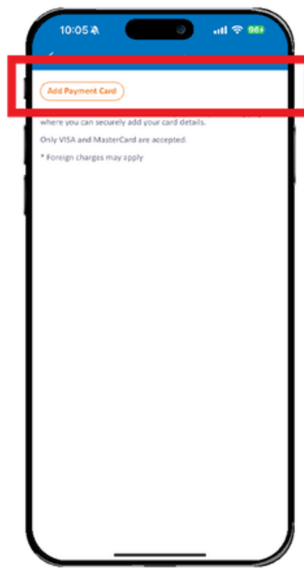 10:05
Add Payment Card
where you can securely add your card details.
Only VISA and MasterCard are accepted.
* Foreign charges may apply